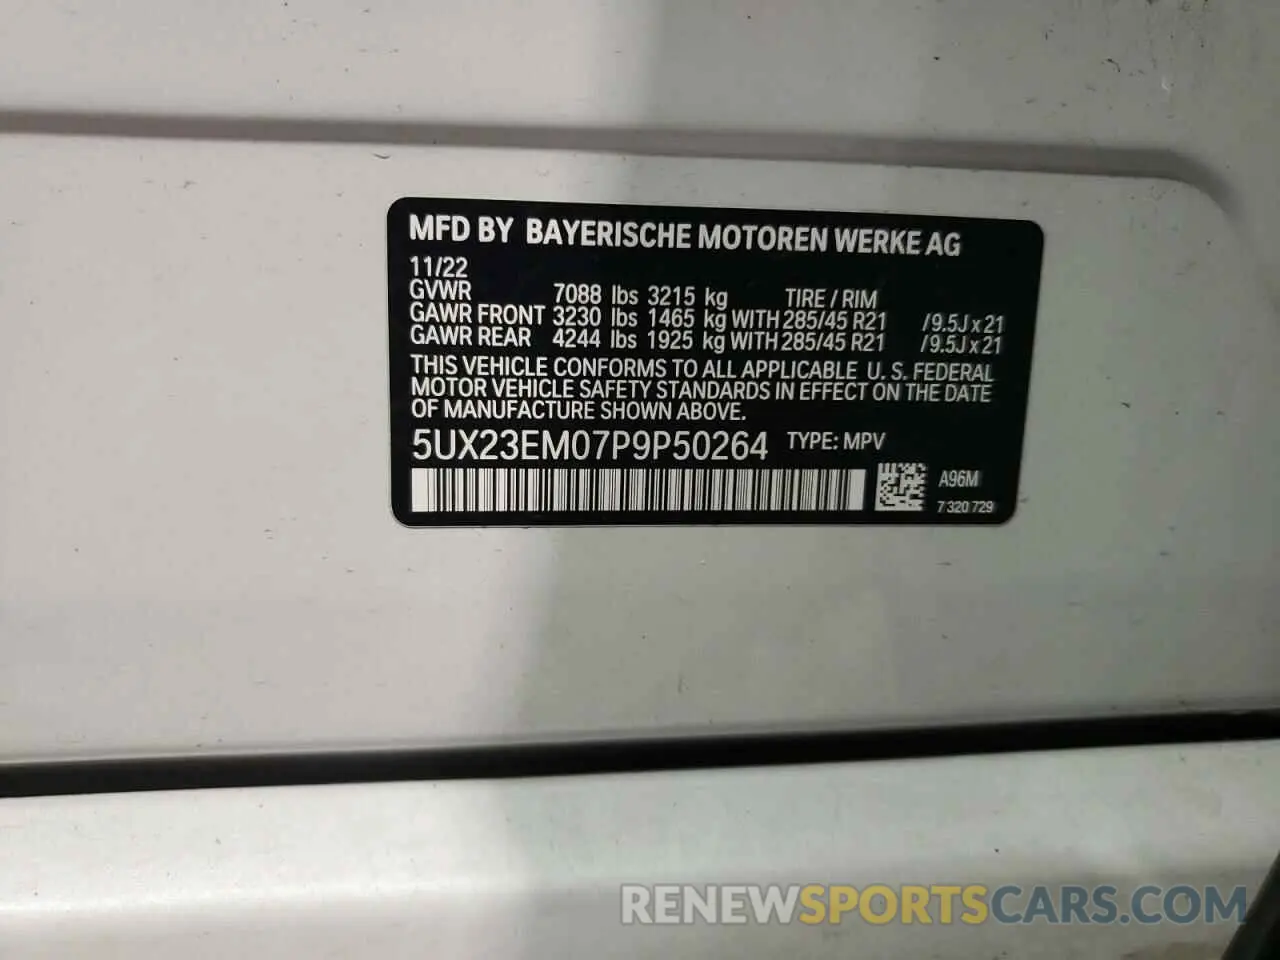 MFD BY BAYERISCHE MOTOREN WERKE AG
11/22
GVWR 7088 lbs 3215 kg TIRE / RIM
GAWR FRONT 3230 lbs 1465 kg WITH 285/45 R21 /9.5J x 21
GAWR REAR 4244 lbs 1925 kg WITH 285/45 R21 /9.5J x 21
THIS VEHICLE CONFORMS TO ALL APPLICABLE U. S. FEDERAL
MOTOR VEHICLE SAFETY STANDARDS IN EFFECT ON THE DATE
OF MANUFACTURE SHOWN ABOVE.
5UX23EM07P9P50264 TYPE: MPV
A96M
7 320 729
RENEWSPORTSCARS.COM